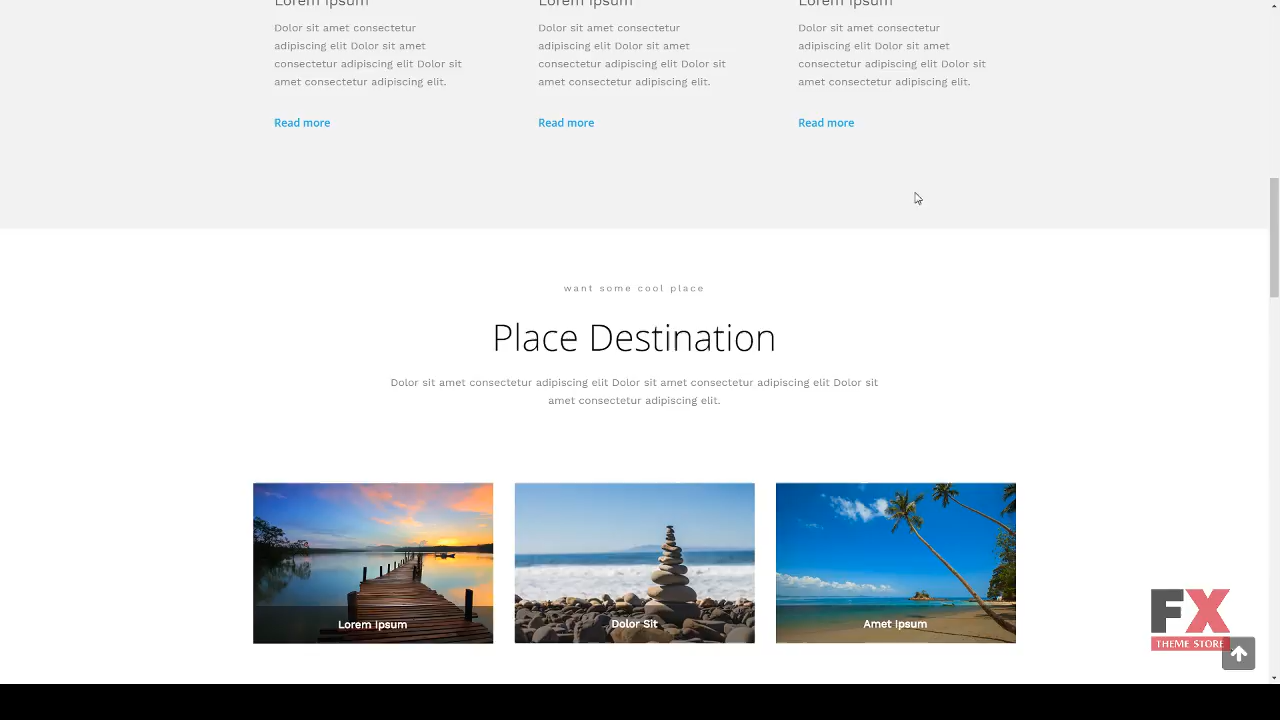 Lorem Ipsum
Lorem Ipsum
Lorem Ipsum
Dolor sit amet consectetur
adipiscing elit Dolor sit amet
consectetur adipiscing elit Dolor sit
amet consectetur adipiscing elit.
Read more
Dolor sit amet consectetur
adipiscing elit Dolor sit amet
consectetur adipiscing elit Dolor sit
amet consectetur adipiscing elit.
Read more
Dolor sit amet consectetur
adipiscing elit Dolor sit amet
consectetur adipiscing elit Dolor sit
amet consectetur adipiscing elit.
Read more
want some cool place
Place Destination
Dolor sit amet consectetur adipiscing elit Dolor sit amet consectetur adipiscing elit Dolor sit
amet consectetur adipiscing elit.
Lorem Ipsum
Dolor Sit
Amet Ipsum
FX
THEME STORE